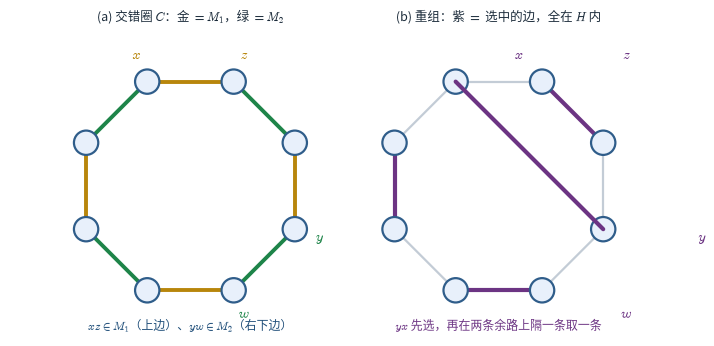 (a) 交错圈 C：金 = M₁，绿 = M₂
(b) 重组：紫 = 选中的边，全在 H 内
x z
x z
y
y
w
w
xz ∈ M₁（上边）、yw ∈ M₂（右下边）
yx 先选，再在两条余路上隔一条取一条